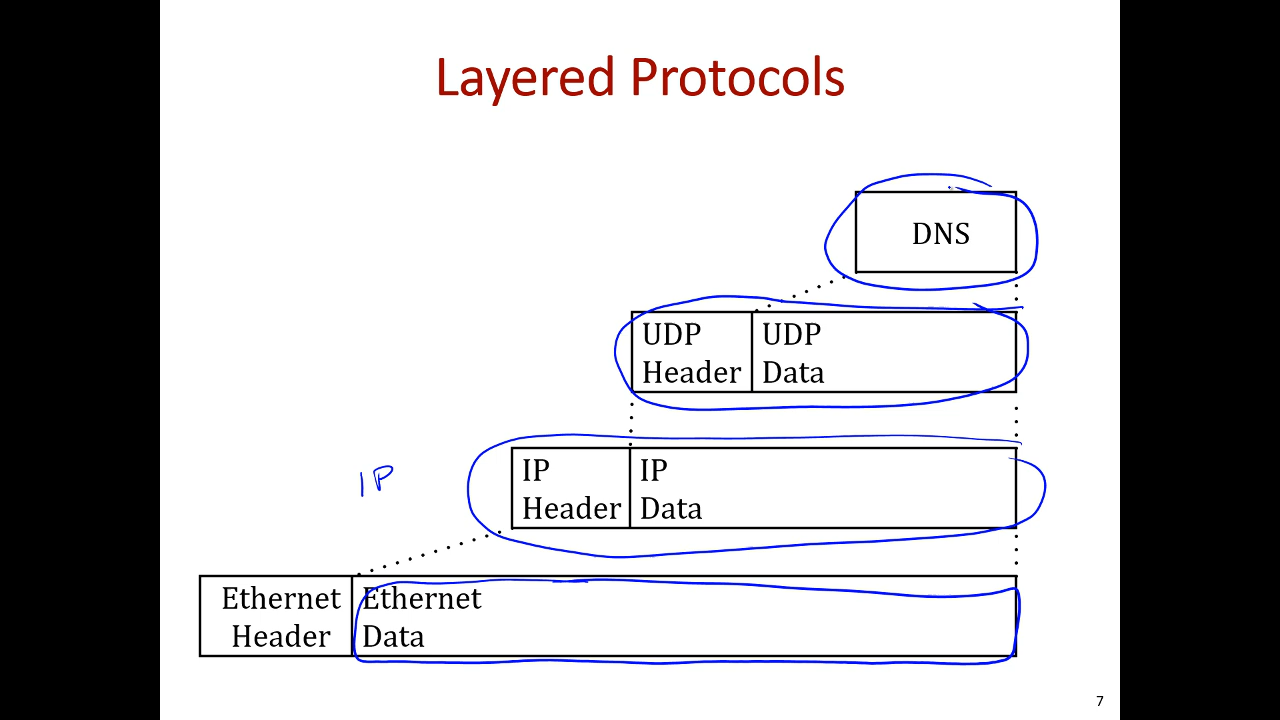 Layered Protocols
DNS
UDP UDP
Header Data
IP
IP IP
Header Data
Ethernet Ethernet
Header Data
7